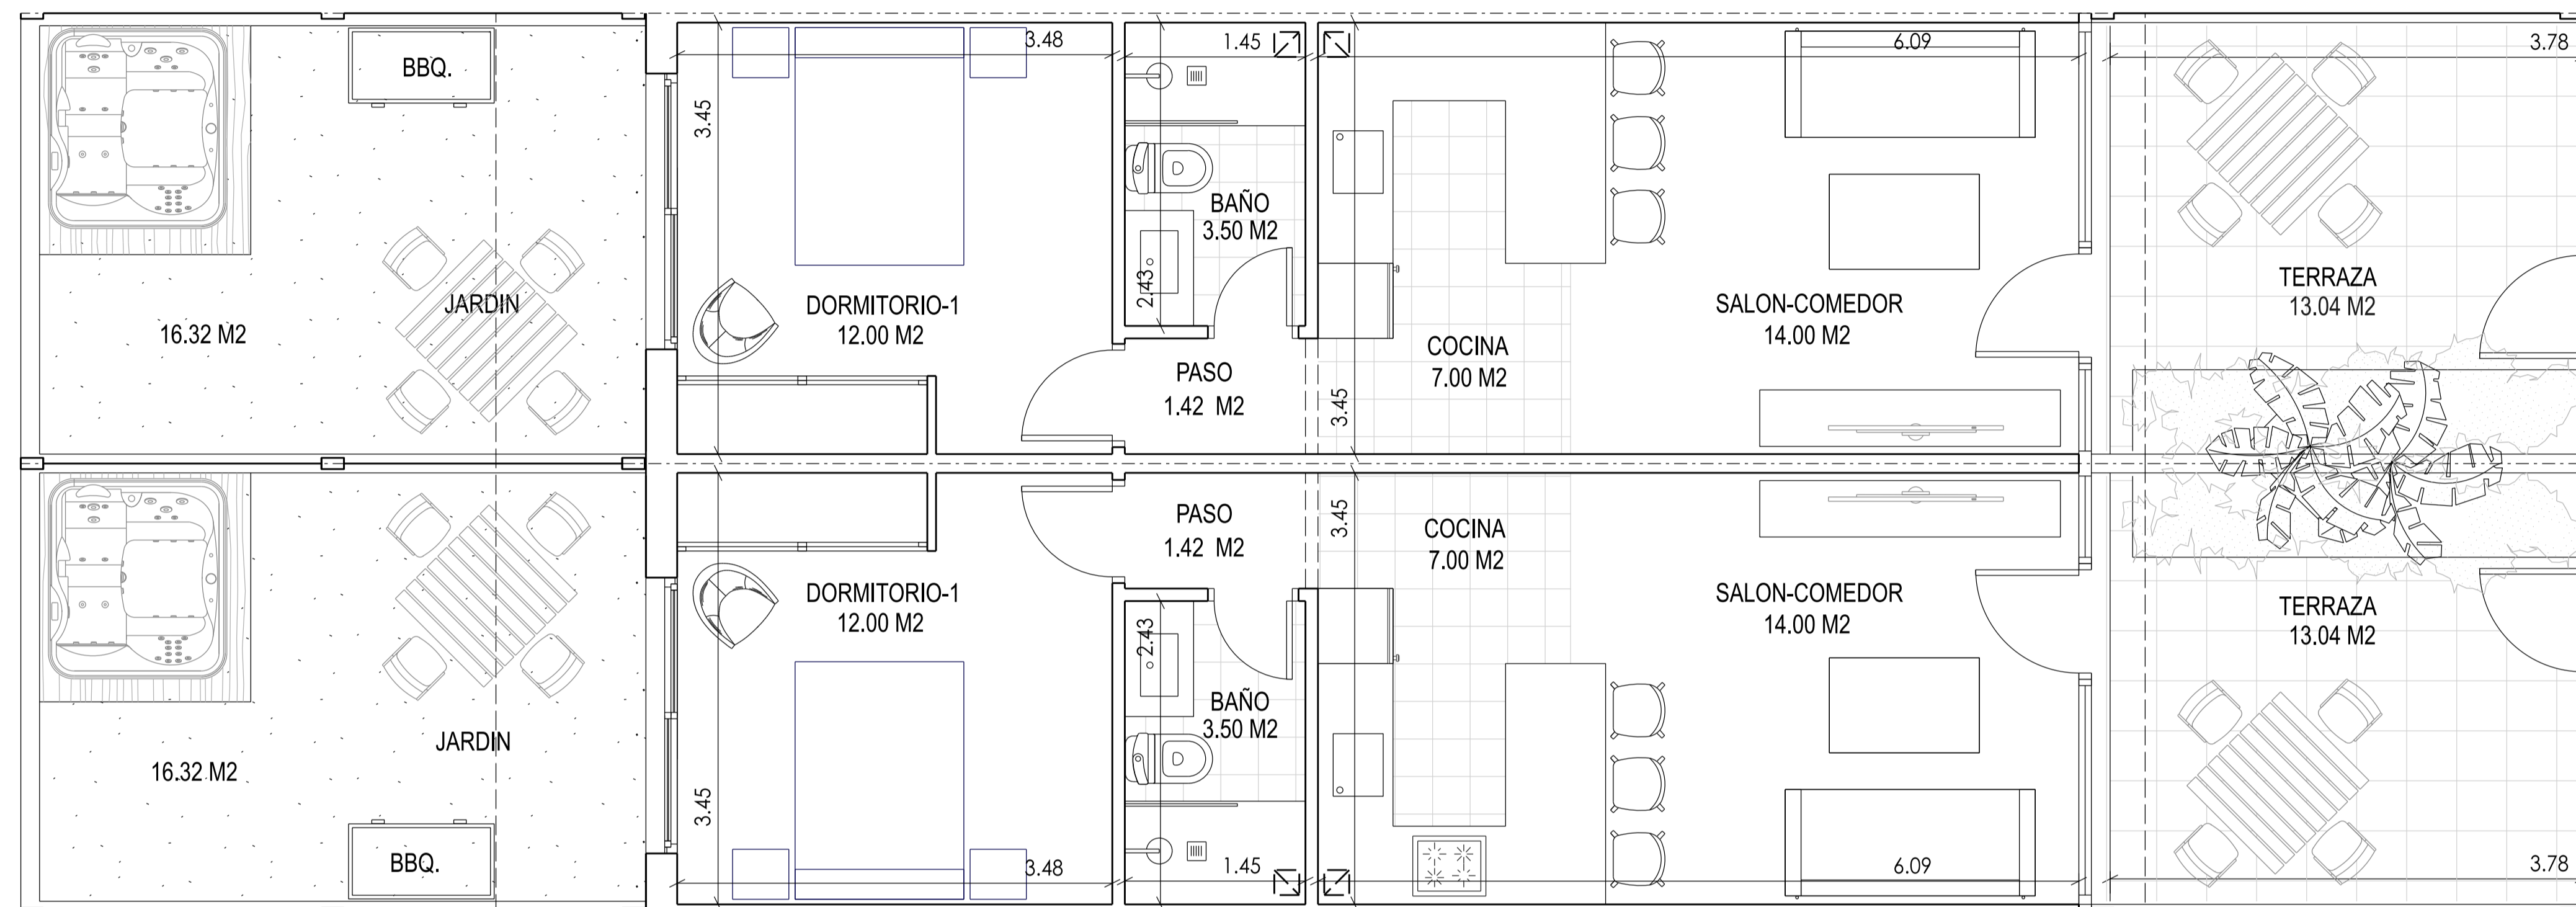 BBQ.
3.48
1.45
6.09
3.78
3.45
BAÑO
3.50 M2
2.43
JARDIN
16.32 M2
DORMITORIO-1
12.00 M2
SALON-COMEDOR
14.00 M2
TERRAZA
13.04 M2
COCINA
7.00 M2
PASO
1.42 M2
3.45
PASO
1.42 M2
3.45
COCINA
7.00 M2
DORMITORIO-1
12.00 M2
SALON-COMEDOR
14.00 M2
TERRAZA
13.04 M2
2.43
BAÑO
3.50 M2
JARDIN
16.32 M2
3.45
BBQ.
3.48
1.45
6.09
3.78